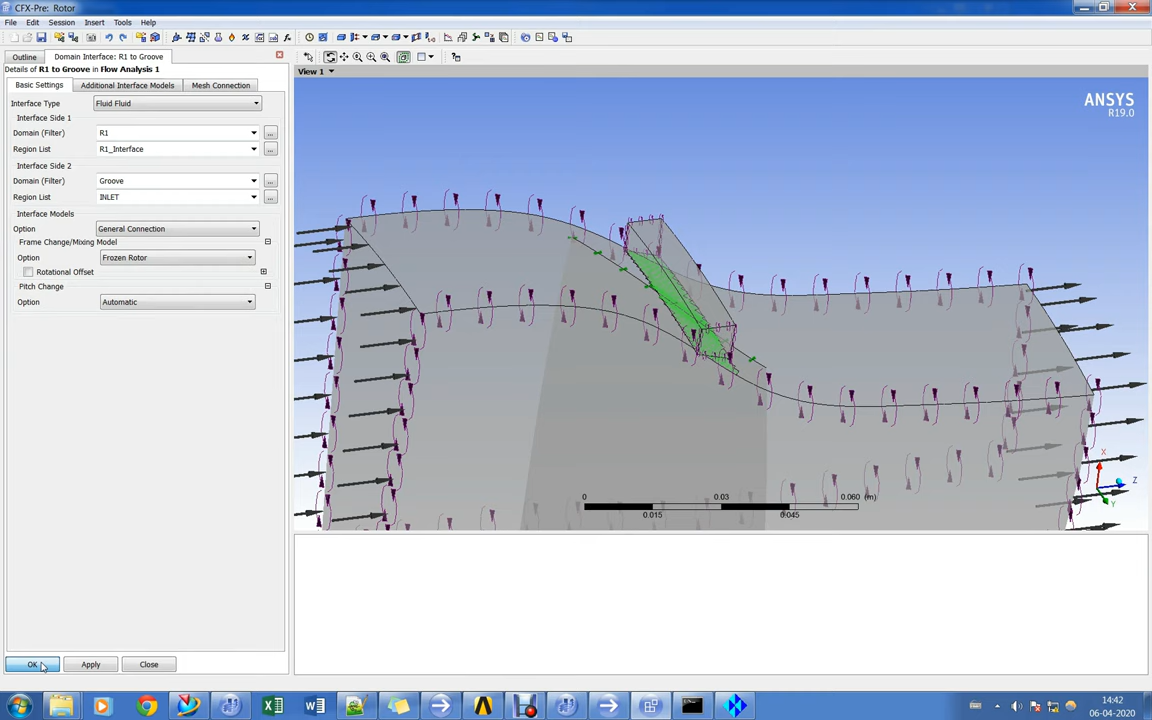 CFX-Pre: Rotor
File Edit Session Insert Tools Help
Outline Domain Interface: R1 to Groove
Details of R1 to Groove in Flow Analysis 1
Basic Settings Additional Interface Models Mesh Connection
Interface Type Fluid Fluid
Interface Side 1
Domain (Filter) R1 ...
Region List R1_Interface ...
Interface Side 2
Domain (Filter) Groove ...
Region List INLET ...
Interface Models
Option General Connection
Frame Change/Mixing Model
Option Frozen Rotor
Rotational Offset
Pitch Change
Option Automatic
OK Apply Close
View 1
ANSYS
R19.0
X
Z
Y
0 0.03 0.060 (m)
0.015 0.045
14:42
06-04-2020